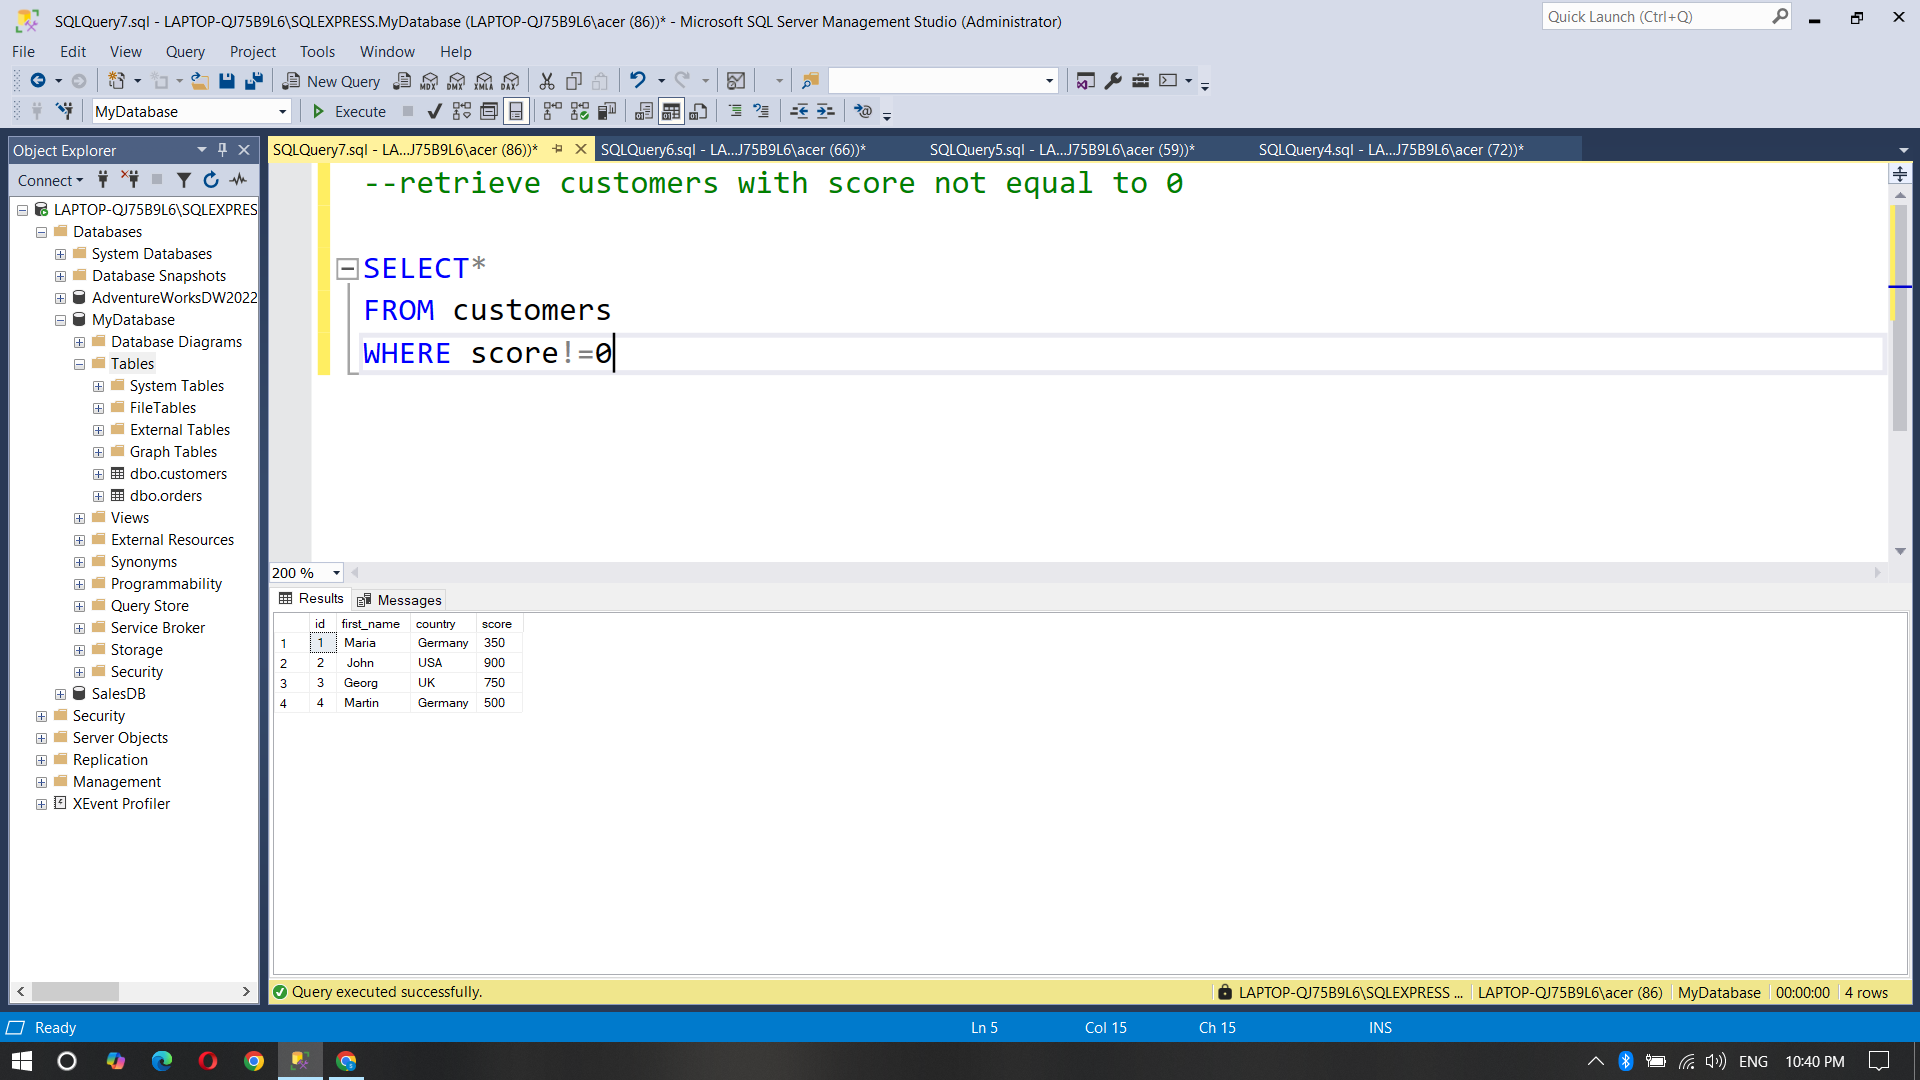 SQLQuery7.sql - LAPTOP-QJ75B9L6\SQLEXPRESS.MyDatabase (LAPTOP-QJ75B9L6\acer (86))* - Microsoft SQL Server Management Studio (Administrator)
Quick Launch (Ctrl+Q)
File Edit View Query Project Tools Window Help
New Query MDX DMX XMLA DAX
MyDatabase Execute
Object Explorer
SQLQuery7.sql - LA...J75B9L6\acer (86))* SQLQuery6.sql - LA...J75B9L6\acer (66))* SQLQuery5.sql - LA...J75B9L6\acer (59))* SQLQuery4.sql - LA...J75B9L6\acer (72))*
Connect
LAPTOP-QJ75B9L6\SQLEXPRES
Databases
System Databases
Database Snapshots
AdventureWorksDW2022
MyDatabase
Database Diagrams
Tables
System Tables
FileTables
External Tables
Graph Tables
dbo.customers
dbo.orders
Views
External Resources
Synonyms
Programmability
Query Store
Service Broker
Storage
Security
SalesDB
Security
Server Objects
Replication
Management
XEvent Profiler
--retrieve customers with score not equal to 0
SELECT*
FROM customers
WHERE score!=0
200 %
Results Messages
id first_name country score
1 1 Maria Germany 350
2 2 John USA 900
3 3 Georg UK 750
4 4 Martin Germany 500
Query executed successfully. LAPTOP-QJ75B9L6\SQLEXPRESS ... LAPTOP-QJ75B9L6\acer (86) MyDatabase 00:00:00 4 rows
Ready Ln 5 Col 15 Ch 15 INS
ENG 10:40 PM